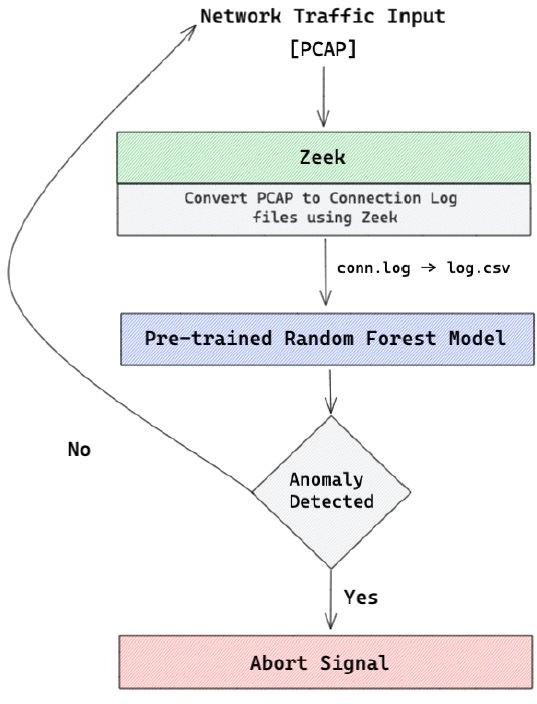 Network Traffic Input
[PCAP]
Zeek
Convert PCAP to Connection Log
files using Zeek
conn.log → log.csv
Pre-trained Random Forest Model
Anomaly
Detected
No
Yes
Abort Signal